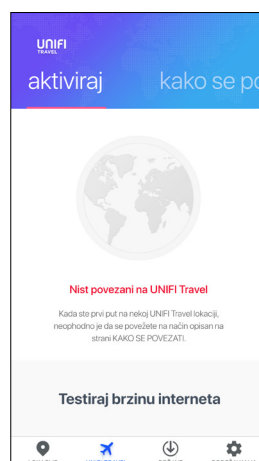 UNIFI
TRAVEL
aktiviraj kako se po
Nist povezani na UNIFI Travel
Kada ste prvi put na nekoj UNIFI Travel lokaciji,
neophodno je da se povežete na način opisan na
strani KAKO SE POVEZATI.
Testiraj brzinu interneta